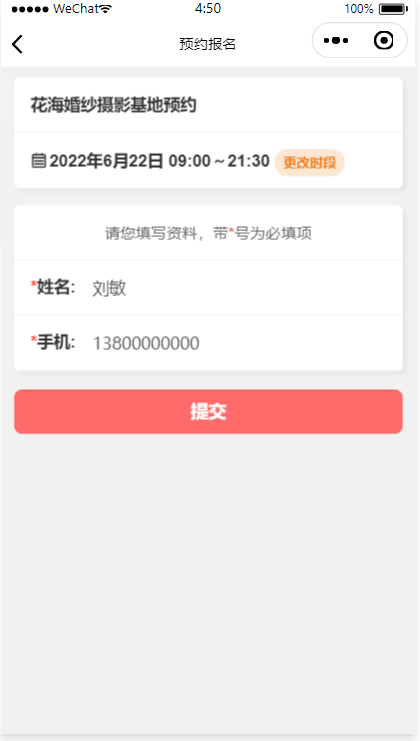 WeChat 4:50 100%
预约报名
花海婚纱摄影基地预约
2022年6月22日 09:00～21:30 更改时段
请您填写资料，带*号为必填项
*姓名: 刘敏
*手机: 13800000000
提交